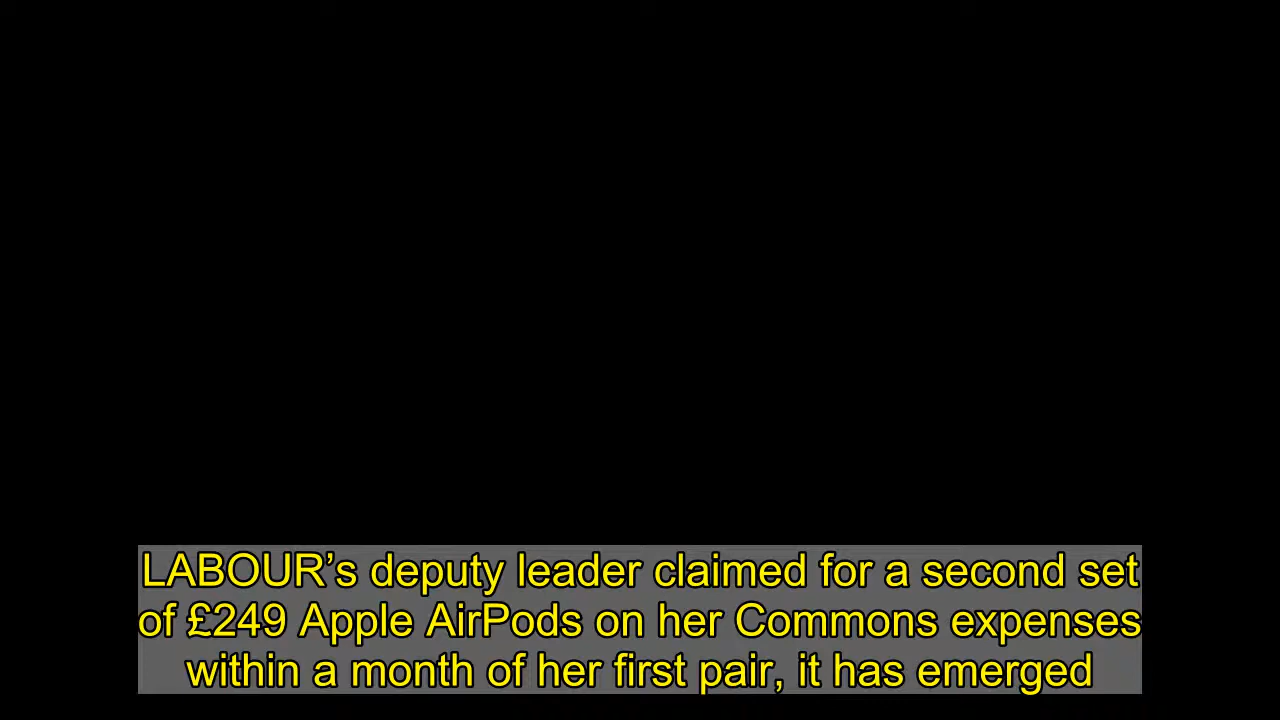 LABOUR’s deputy leader claimed for a second set
of £249 Apple AirPods on her Commons expenses
within a month of her first pair, it has emerged